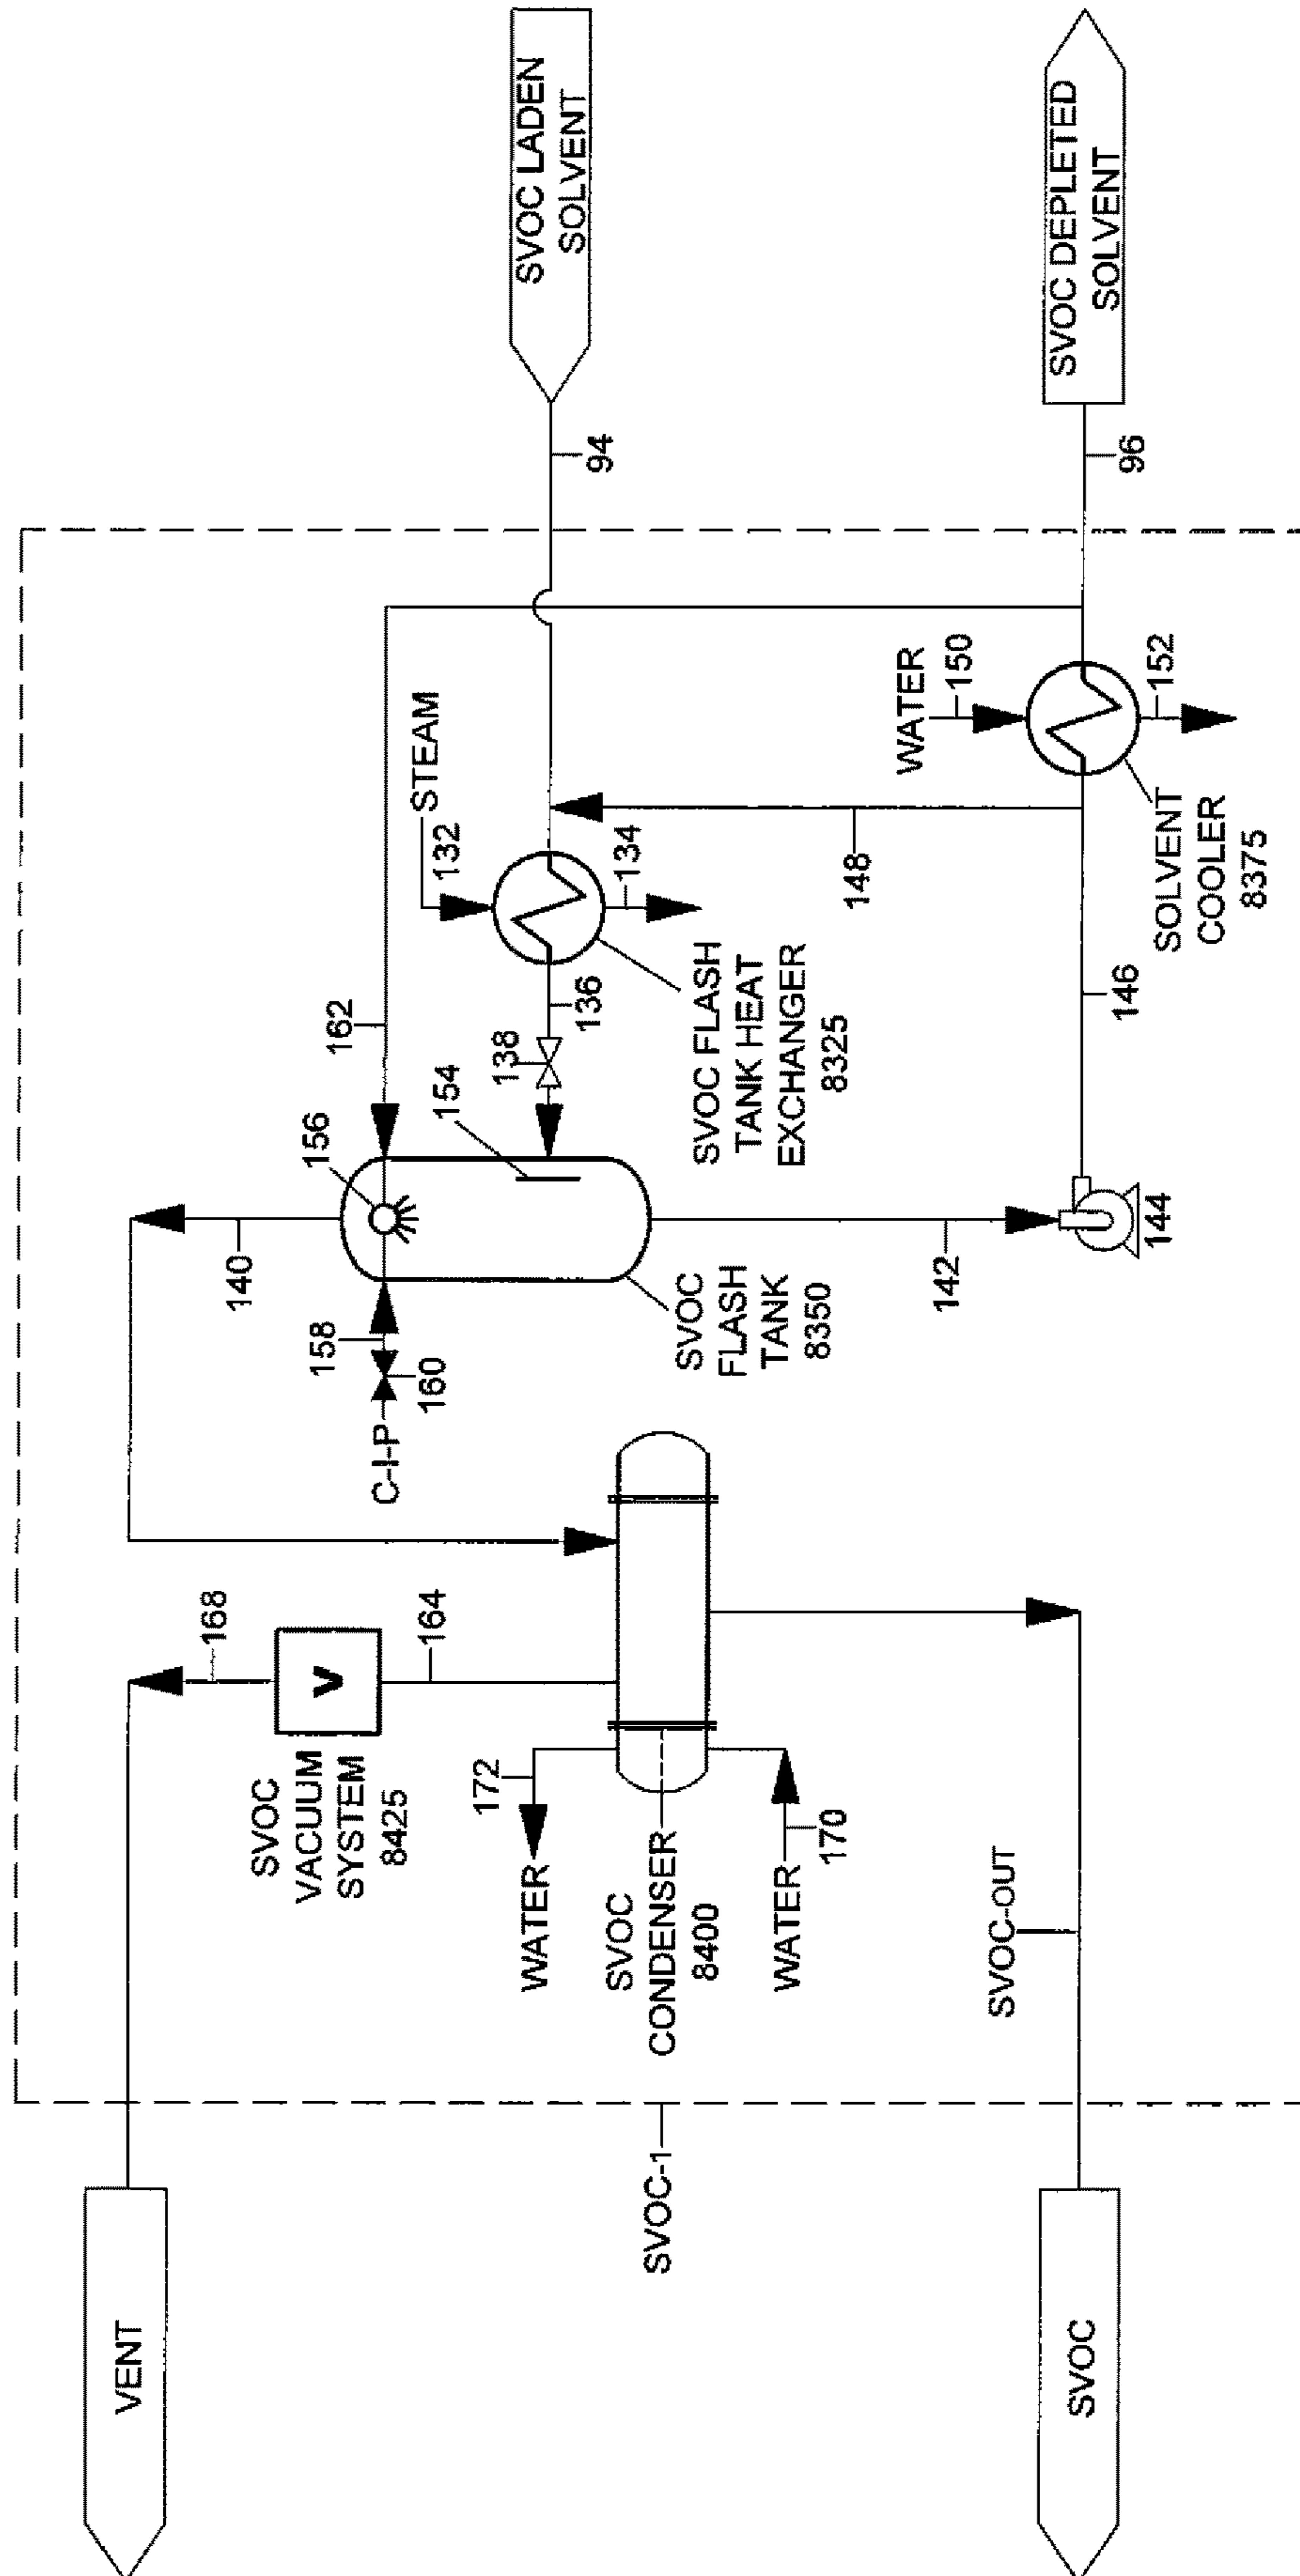 VENT
SVOC
SVOC-1
SVOC-OUT
168
SVOC
VACUUM
SYSTEM
8425
164
172
WATER
SVOC
CONDENSER
8400
WATER
170
140
C-I-P
158
160
156
162
154
SVOC
FLASH
TANK
8350
142
144
STEAM
132
134
136
138
SVOC FLASH
TANK HEAT
EXCHANGER
8325
148
146
WATER
150
152
SOLVENT
COOLER
8375
SVOC LADEN
SOLVENT
94
SVOC DEPLETED
SOLVENT
96
V